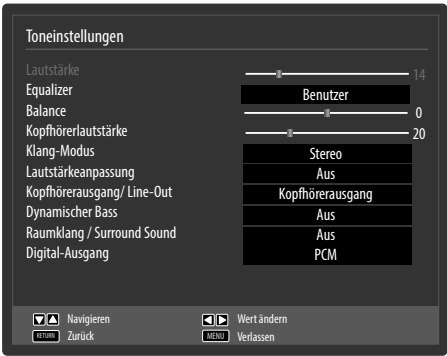 Toneinstellungen
Lautstärke 14
Equalizer Benutzer
Balance 0
Kopfhörerlautstärke 20
Klang-Modus Stereo
Lautstärkeanpassung Aus
Kopfhörerausgang/ Line-Out Kopfhörerausgang
Dynamischer Bass Aus
Raumklang / Surround Sound Aus
Digital-Ausgang PCM
Navigieren Wert ändern
RETURN Zurück MENU Verlassen